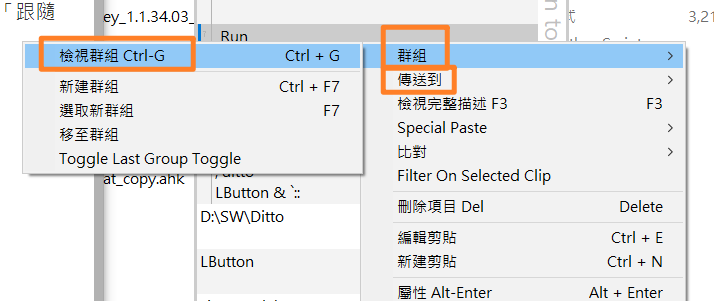 「跟隨
ey_1.1.34.03_
Run
3,21
檢視群組 Ctrl-G Ctrl + G
新建群組 Ctrl + F7
選取新群組 F7
移至群組
Toggle Last Group Toggle
群組
傳送到
檢視完整描述 F3 F3
Special Paste
比對
Filter On Selected Clip
刪除項目 Del Delete
編輯剪貼 Ctrl + E
新建剪貼 Ctrl + N
屬性 Alt-Enter Alt + Enter
at_copy.ahk
LButton & `::
D:\SW\Ditto
LButton